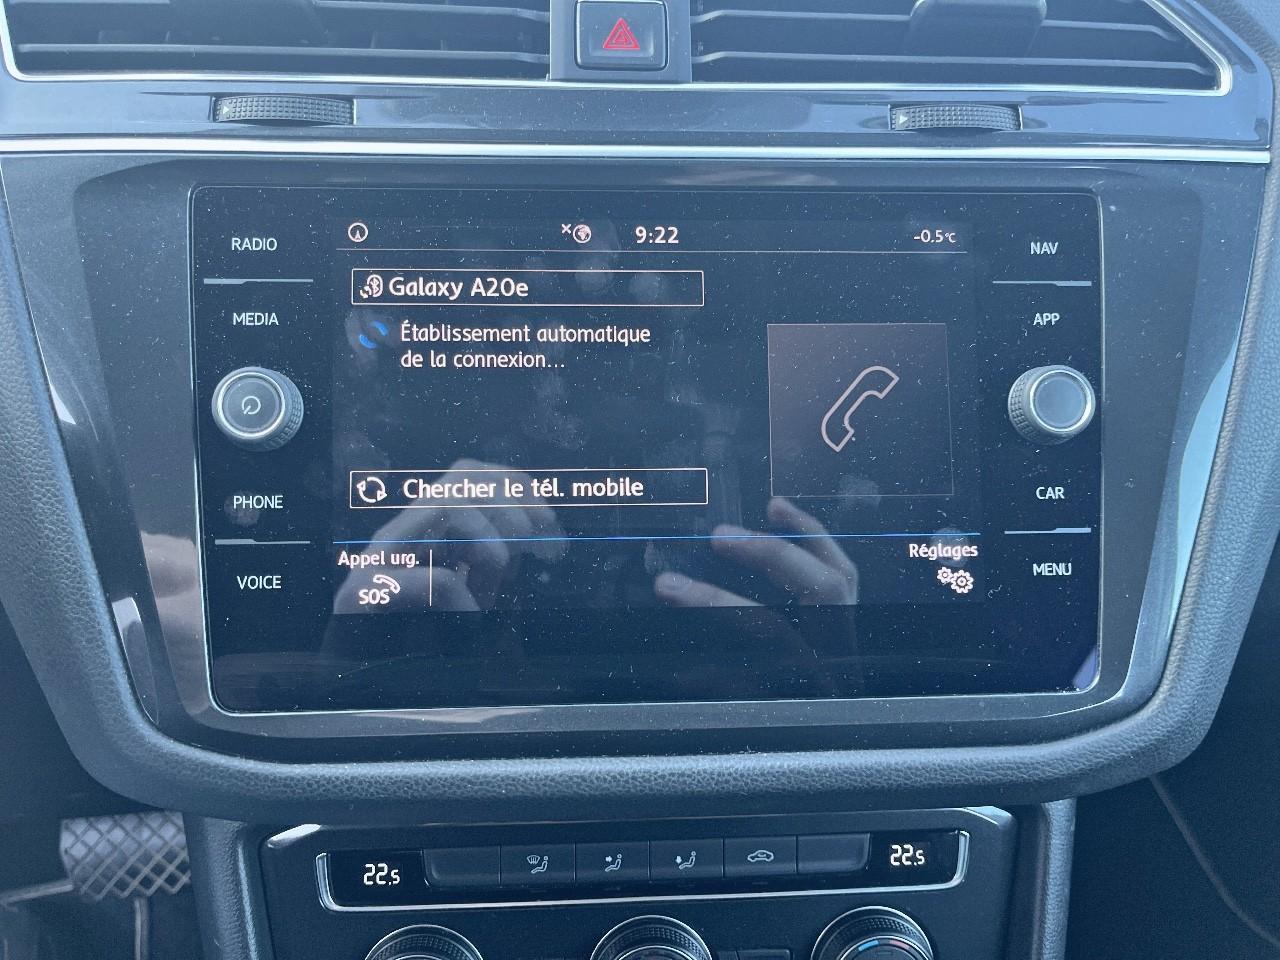 RADIO
MEDIA
PHONE
VOICE
9:22
-0.5°C
Galaxy A20e
Établissement automatique
de la connexion...
Chercher le tél. mobile
Appel urg.
SOS
Réglages
NAV
APP
CAR
MENU
22.5
22.5